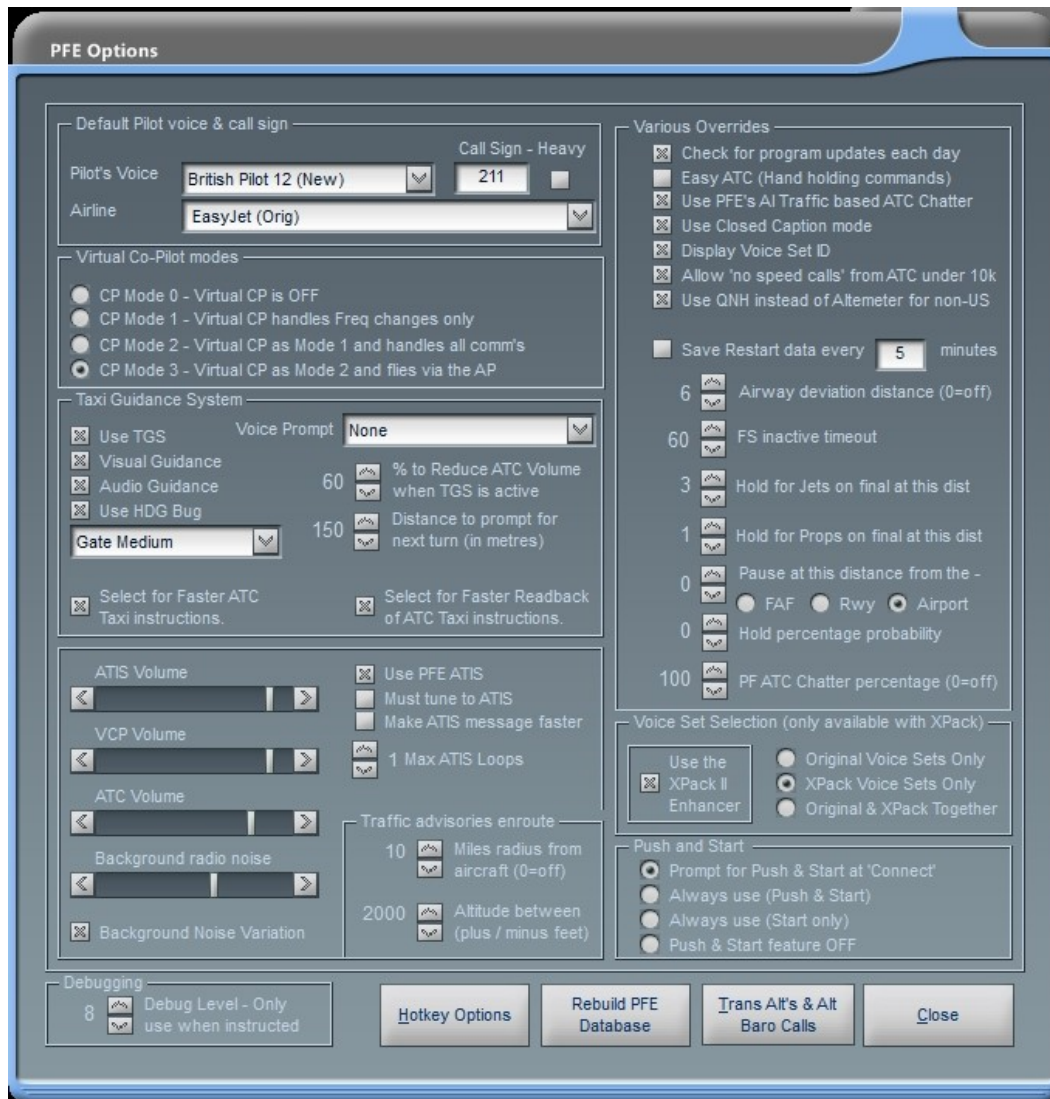 PFE Options
Default Pilot voice & call sign
Call Sign - Heavy
Pilot's Voice
British Pilot 12 (New)
211
Airline
EasyJet (Orig)
Virtual Co-Pilot modes
CP Mode 0 - Virtual CP is OFF
CP Mode 1 - Virtual CP handles Freq changes only
CP Mode 2 - Virtual CP as Mode 1 and handles all comm's
CP Mode 3 - Virtual CP as Mode 2 and flies via the AP
Taxi Guidance System
Use TGS
Voice Prompt
None
Visual Guidance
Audio Guidance
Use HDG Bug
Gate Medium
60
% to Reduce ATC Volume
when TGS is active
150
Distance to prompt for
next turn (in metres)
Select for Faster ATC
Taxi instructions.
Select for Faster Readback
of ATC Taxi instructions.
ATIS Volume
VCP Volume
ATC Volume
Background radio noise
Background Noise Variation
Use PFE ATIS
Must tune to ATIS
Make ATIS message faster
1 Max ATIS Loops
Traffic advisories enroute
10
Miles radius from
aircraft (0=off)
2000
Altitude between
(plus / minus feet)
Various Overrides
Check for program updates each day
Easy ATC (Hand holding commands)
Use PFE's AI Traffic based ATC Chatter
Use Closed Caption mode
Display Voice Set ID
Allow 'no speed calls' from ATC under 10k
Use QNH instead of Altemeter for non-US
Save Restart data every 5 minutes
6 Airway deviation distance (0=off)
60 FS inactive timeout
3 Hold for Jets on final at this dist
1 Hold for Props on final at this dist
0 Pause at this distance from the -
FAF Rwy Airport
0 Hold percentage probability
100 PF ATC Chatter percentage (0=off)
Voice Set Selection (only available with XPack)
Use the
XPack II
Enhancer
Original Voice Sets Only
XPack Voice Sets Only
Original & XPack Together
Push and Start
Prompt for Push & Start at 'Connect'
Always use (Push & Start)
Always use (Start only)
Push & Start feature OFF
Debugging
8
Debug Level - Only
use when instructed
Hotkey Options
Rebuild PFE
Database
Trans Alt's & Alt
Baro Calls
Close